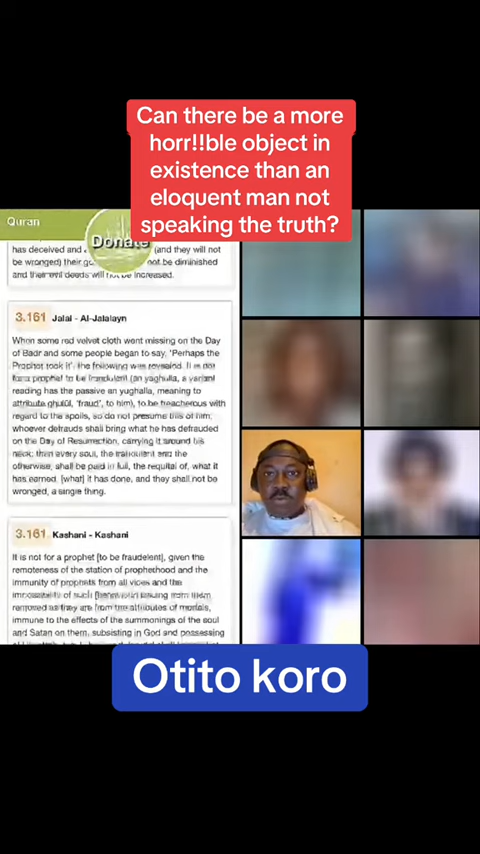 Can there be a more
horr!!ble object in
existence than an
eloquent man not
speaking the truth?
Quran
Donate
has deceived and (and they will not
be wronged) their not be diminished
and their evil deeds will not be increased.
3.161 Jalal - Al-Jalalayn
When some red velvet cloth went missing on the Day
of Badr and some people began to say, 'Perhaps the
Prophet took it', the following was revealed: It is not
for a prophet to be fraudulent (an yaghulla, a variant
reading has the passive an yughalla, meaning to
attribute ghulūl, 'fraud', to him), to be treacherous with
regard to the spoils, so do not presume this of him;
whoever defrauds shall bring what he has defrauded
on the Day of Resurrection, carrying it around his
neck; then every soul, the fraudulent and the
otherwise, shall be paid in full, the requital of, what it
has earned, [what] it has done, and they shall not be
wronged, a single thing.
3.161 Kashani - Kashani
It is not for a prophet [to be fraudelent], given the
remoteness of the station of prophethood and the
immunity of prophets from all vices and the
impossibility of such issuing from them
removed as they are from the attributes of mortals,
immune to the effects of the summonings of the soul
and Satan on them, subsisting in God and possessing
Otito koro